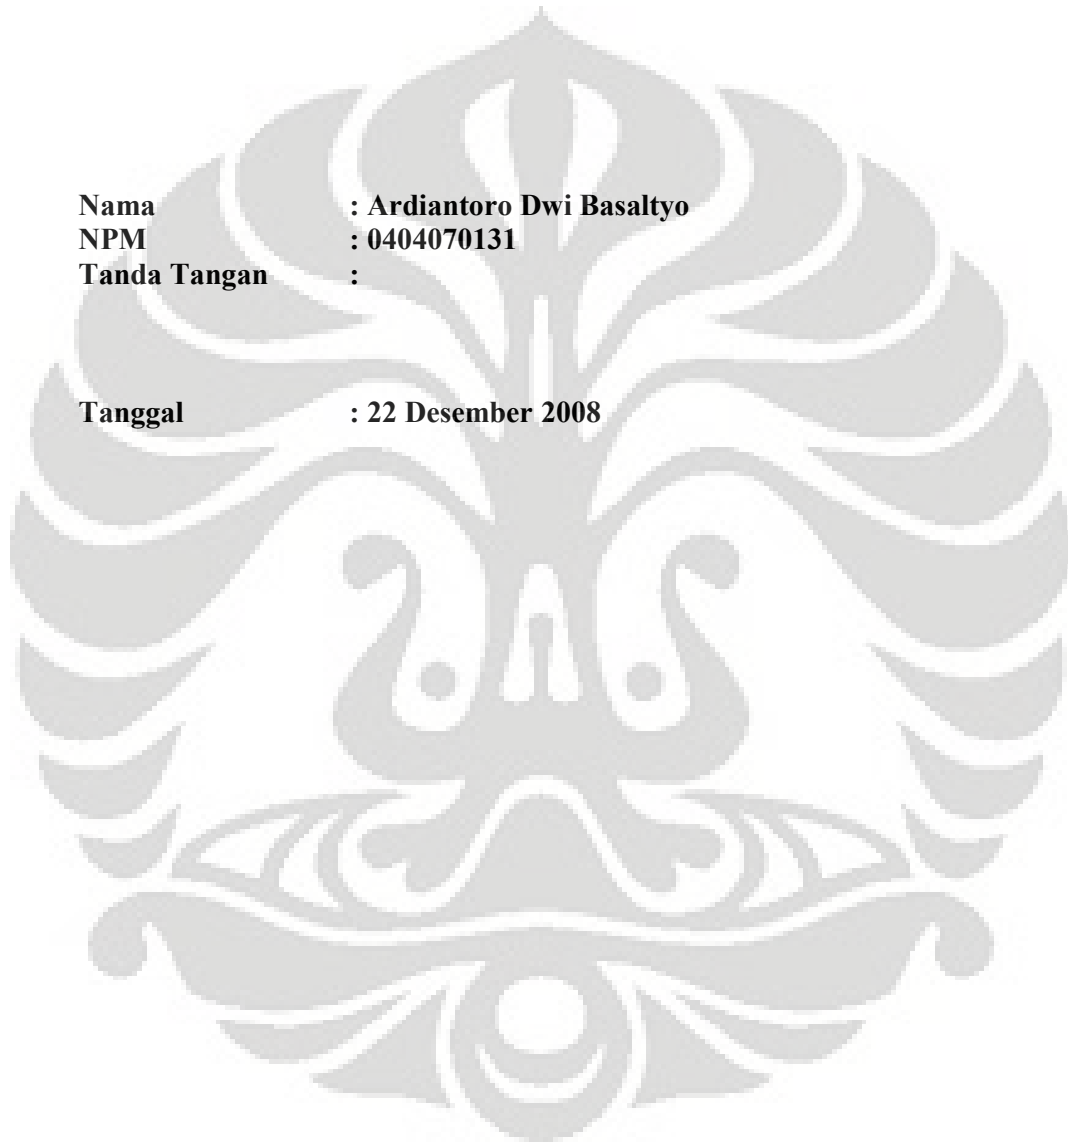 Nama : Ardiantoro Dwi Basaltyo
NPM : 0404070131
Tanda Tangan :
Tanggal : 22 Desember 2008